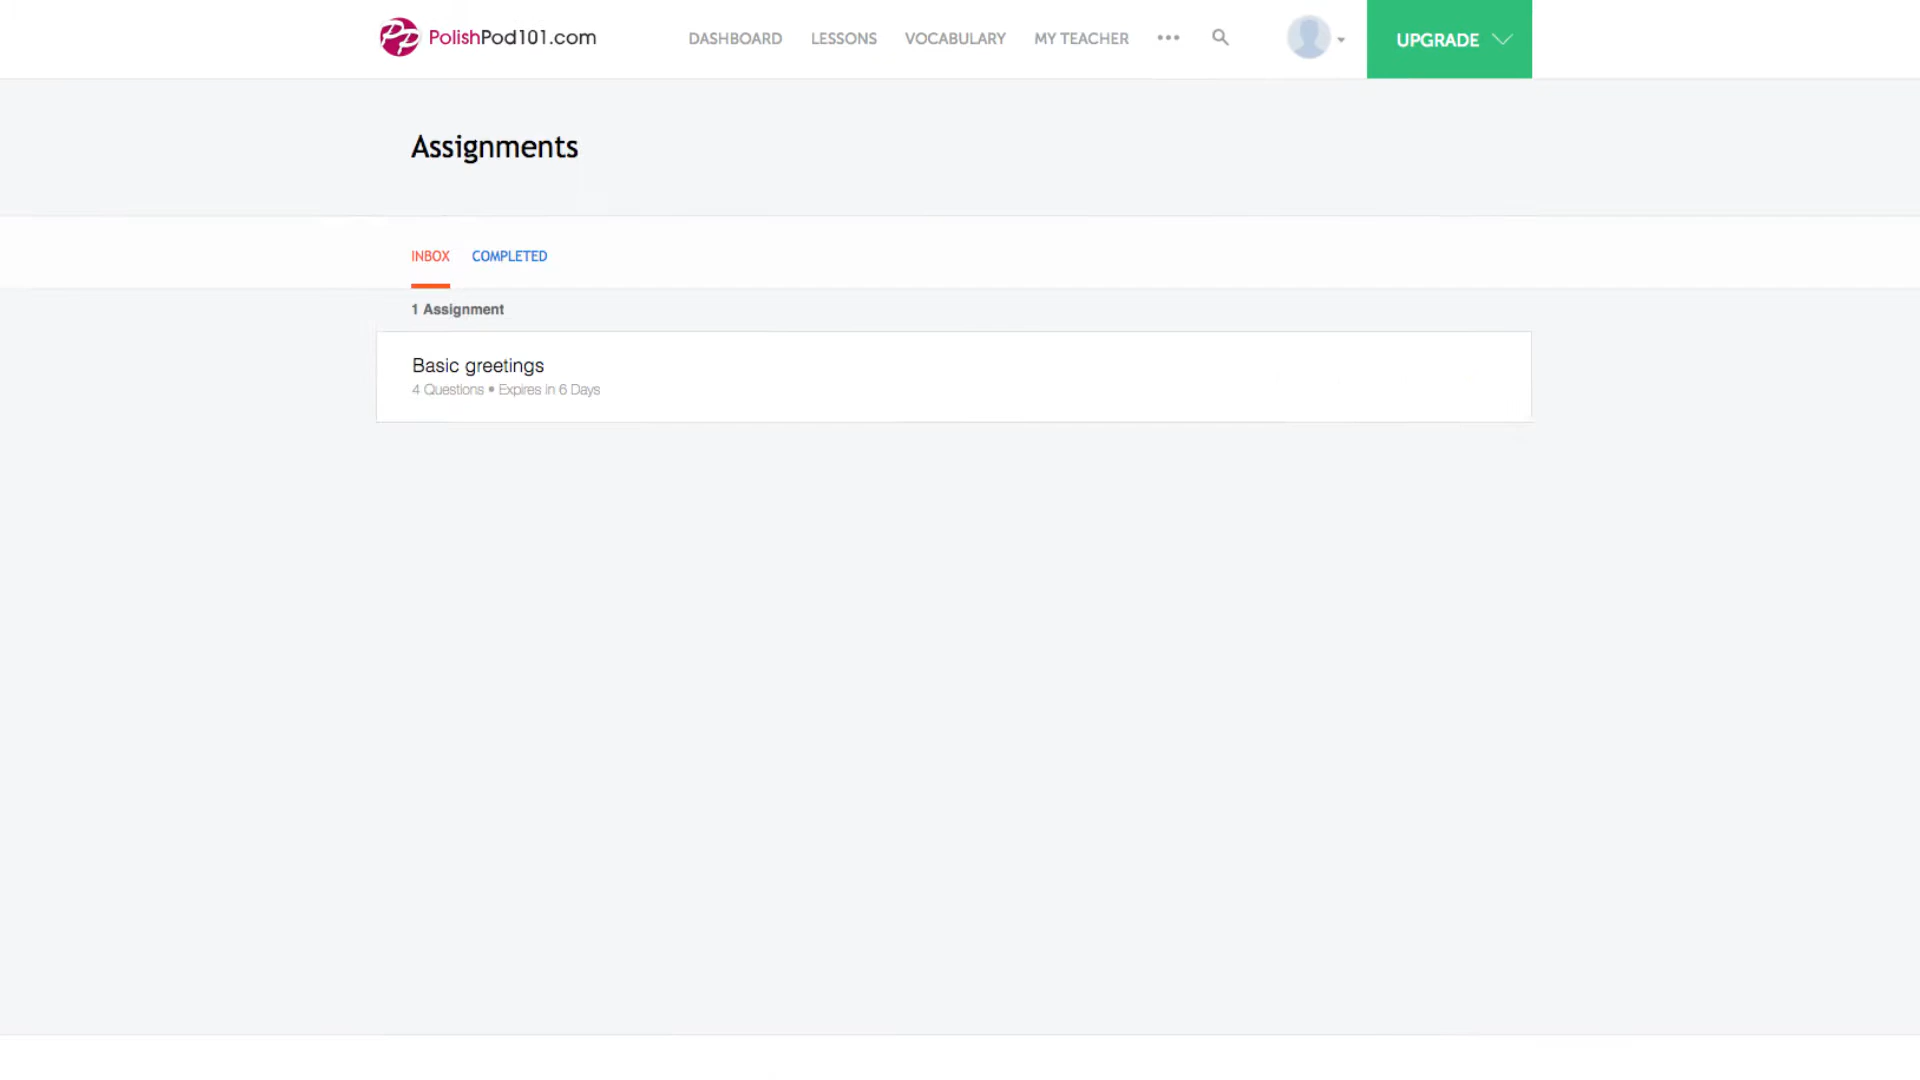 PolishPod101.com
DASHBOARD LESSONS VOCABULARY MY TEACHER ••• UPGRADE
Assignments
INBOX COMPLETED
1 Assignment
Basic greetings
4 Questions • Expires in 6 Days